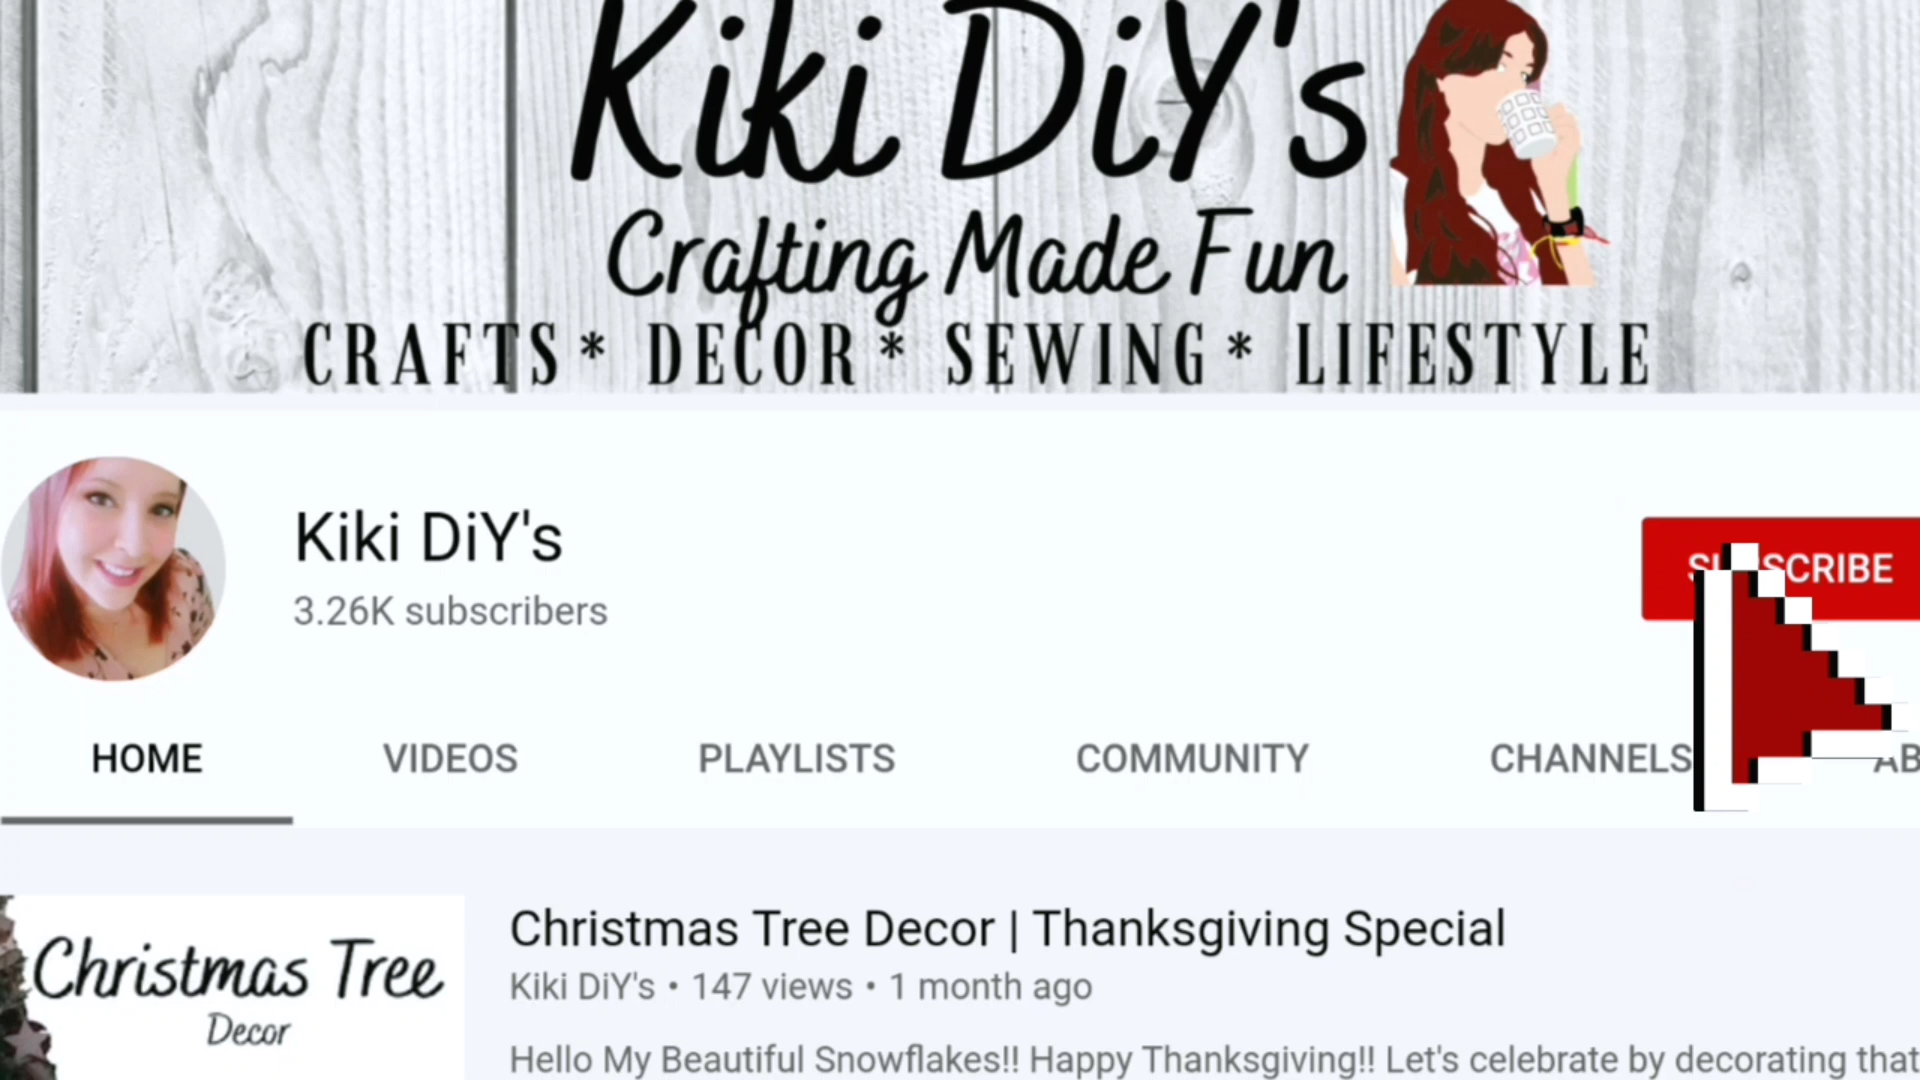 Kiki DiY's
Crafting Made Fun
CRAFTS * DECOR * SEWING * LIFESTYLE
Kiki DiY's
3.26K subscribers
HOME
VIDEOS
PLAYLISTS
COMMUNITY
CHANNELS
Christmas Tree Decor | Thanksgiving Special
Kiki DiY's • 147 views • 1 month ago
Hello My Beautiful Snowflakes!! Happy Thanksgiving!! Let's celebrate by decorating that
Christmas Tree
Decor